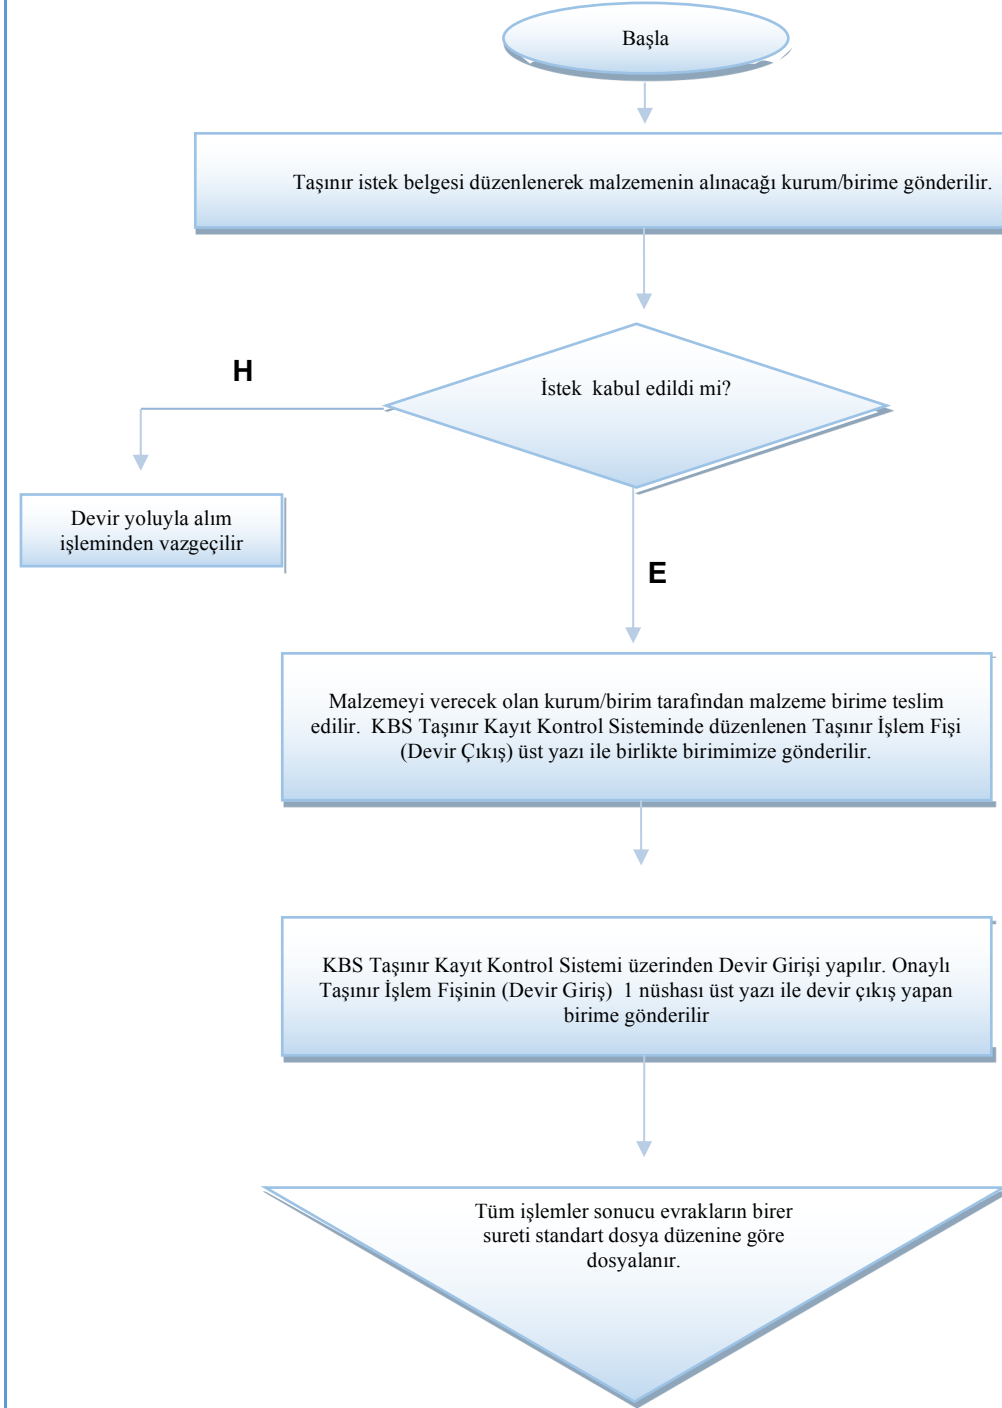 Başla
Taşınır istek belgesi düzenlenerek malzemenin alınacağı kurum/birime gönderilir.
H
İstek kabul edildi mi?
Devir yoluyla alım
işleminden vazgeçilir
E
Malzemeyi verecek olan kurum/birim tarafından malzeme birime teslim
edilir. KBS Taşınır Kayıt Kontrol Sisteminde düzenlenen Taşınır İşlem Fişi
(Devir Çıkış) üst yazı ile birlikte birimimize gönderilir.
KBS Taşınır Kayıt Kontrol Sistemi üzerinden Devir Girişi yapılır. Onaylı
Taşınır İşlem Fişinin (Devir Giriş) 1 nüshası üst yazı ile devir çıkış yapan
birime gönderilir
Tüm işlemler sonucu evrakların birer
sureti standart dosya düzenine göre
dosyalanır.